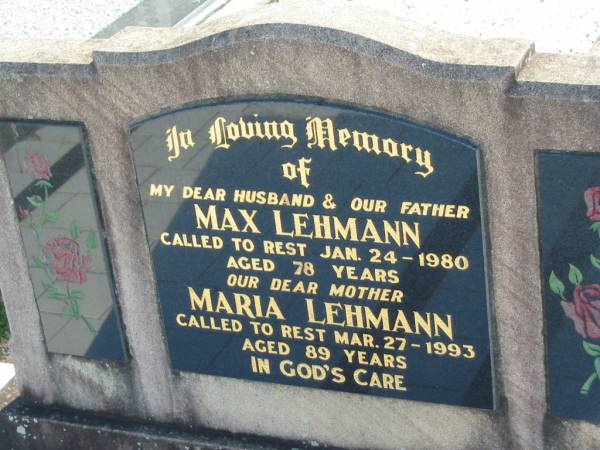 In Loving Memory
of
MY DEAR HUSBAND & OUR FATHER
MAX LEHMANN
CALLED TO REST JAN. 24-1980
AGED 78 YEARS
OUR DEAR MOTHER
MARIA LEHMANN
CALLED TO REST MAR. 27-1993
AGED 89 YEARS
IN GOD'S CARE